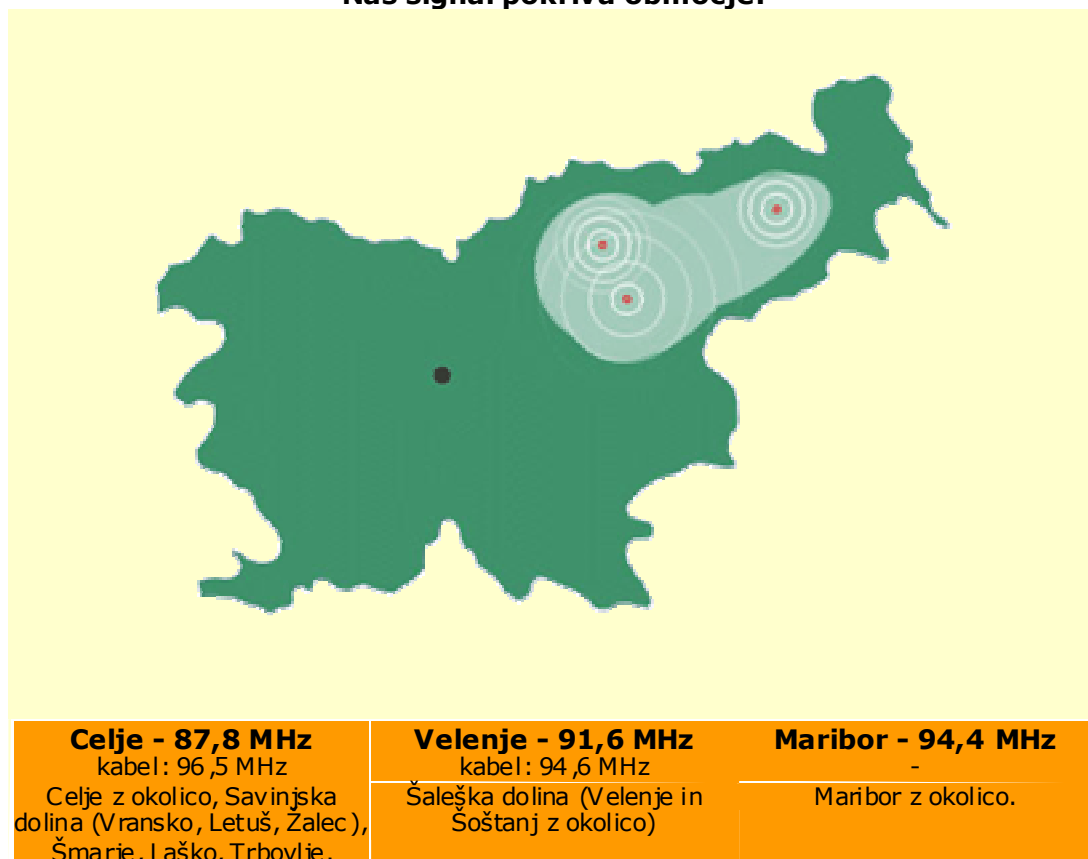 Naš signal pokriva območje:
Celje - 87,8 MHz
kabel: 96,5 MHz
Celje z okolico, Savinjska
dolina (Vransko, Letuš, Žalec),
Šmarje, Laško, Trbovlje,
Velenje - 91,6 MHz
kabel: 94,6 MHz
Šaleška dolina (Velenje in
Šoštanj z okolico)
Maribor - 94,4 MHz
-
Maribor z okolico.